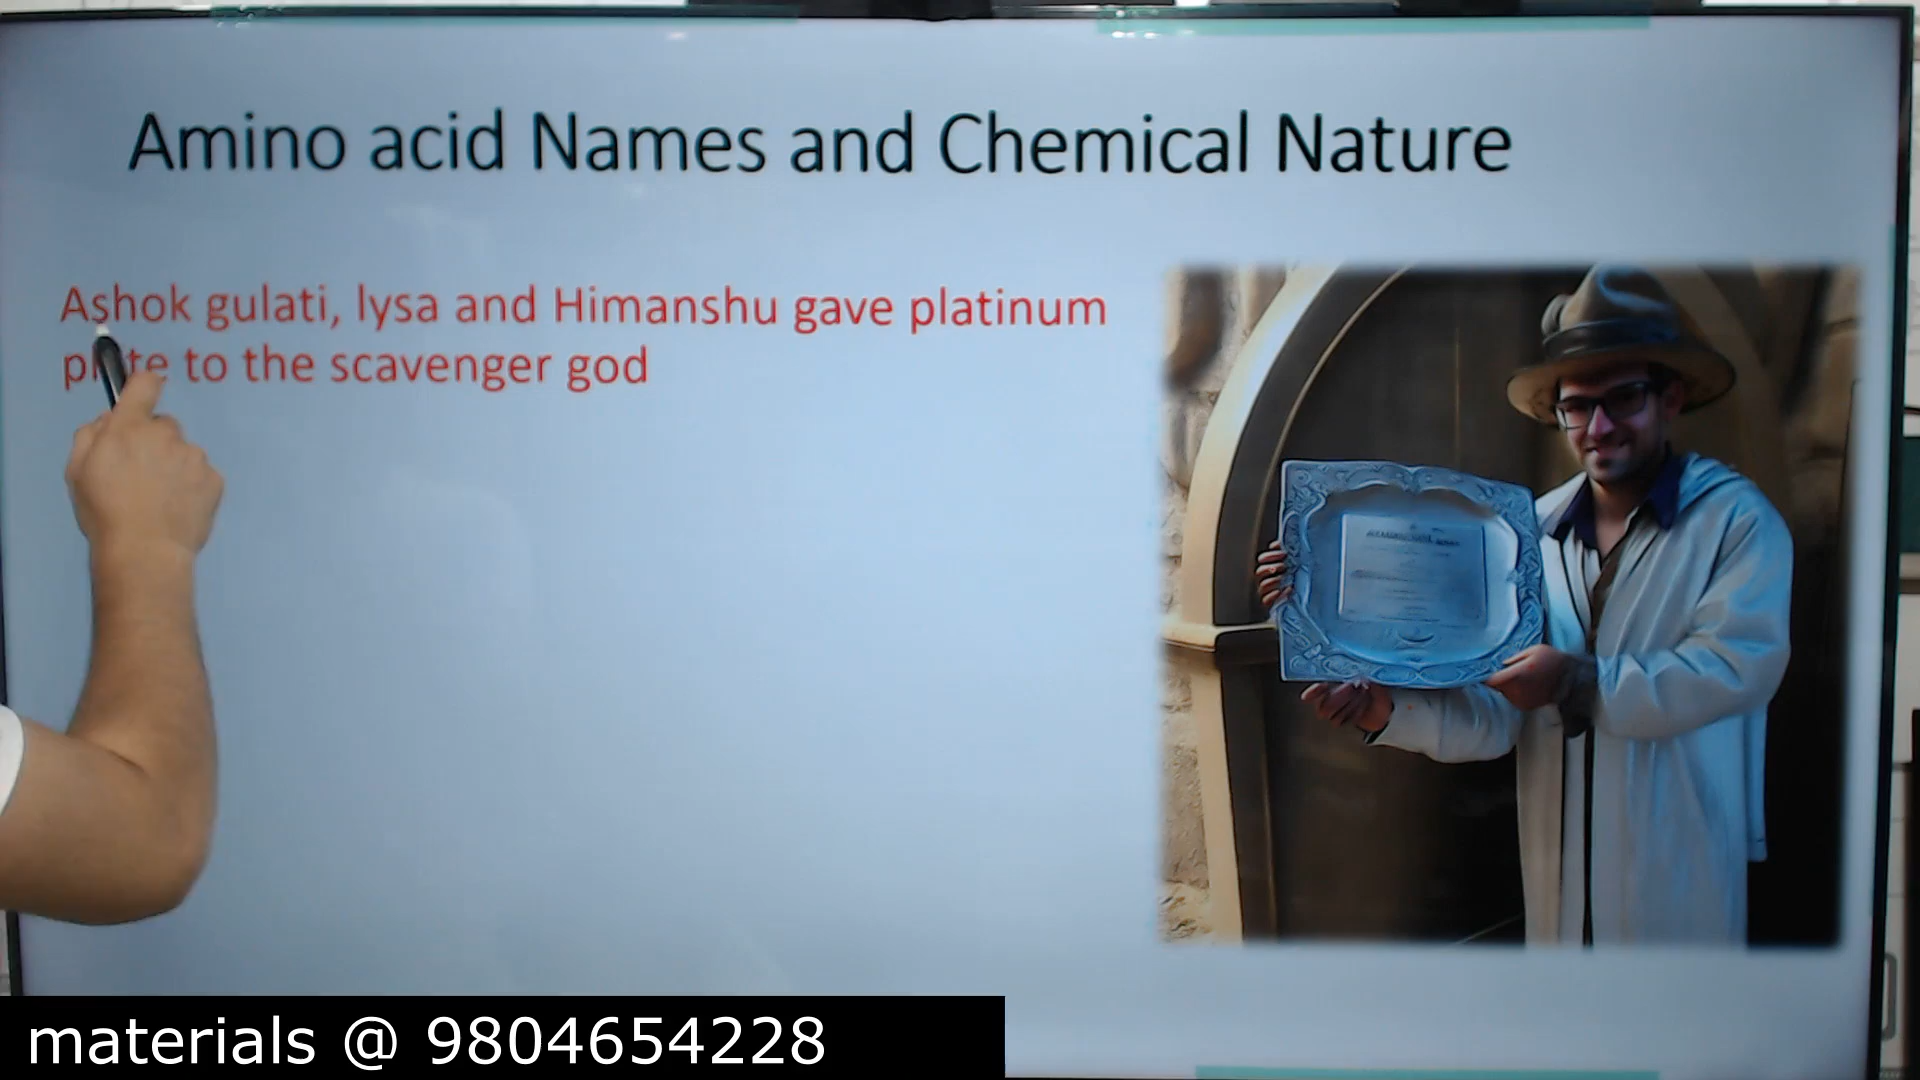 Amino acid Names and Chemical Nature
Ashok gulati, lysa and Himanshu gave platinum
to the scavenger god
materials @ 9804654228